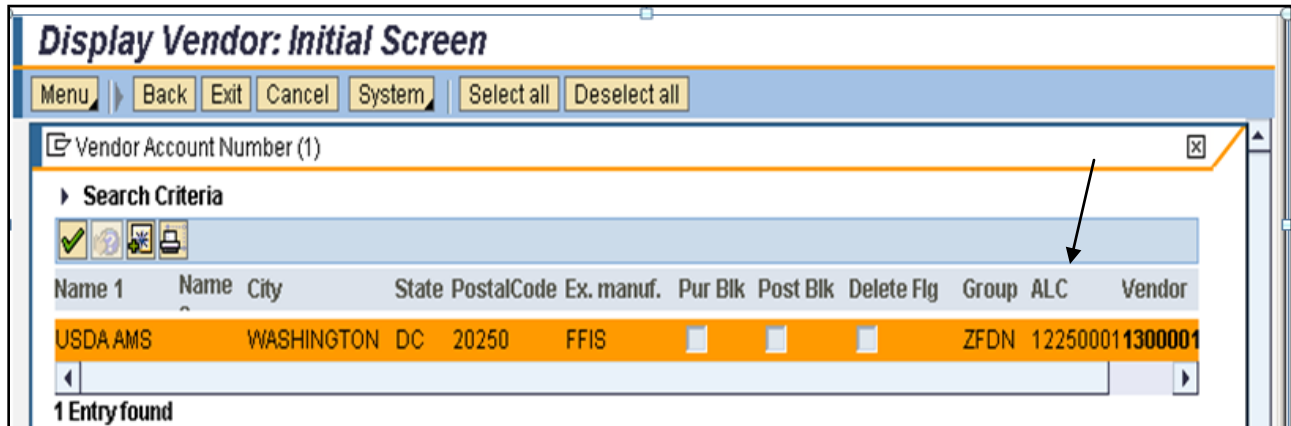 Display Vendor: Initial Screen
Menu Back Exit Cancel System Select all Deselect all
Vendor Account Number (1)
Search Criteria
Name 1 Name City State PostalCode Ex. manuf. Pur Blk Post Blk Delete Flg Group ALC Vendor
USDA AMS WASHINGTON DC 20250 FFIS ZFDN 12250001 1300001
1 Entry found